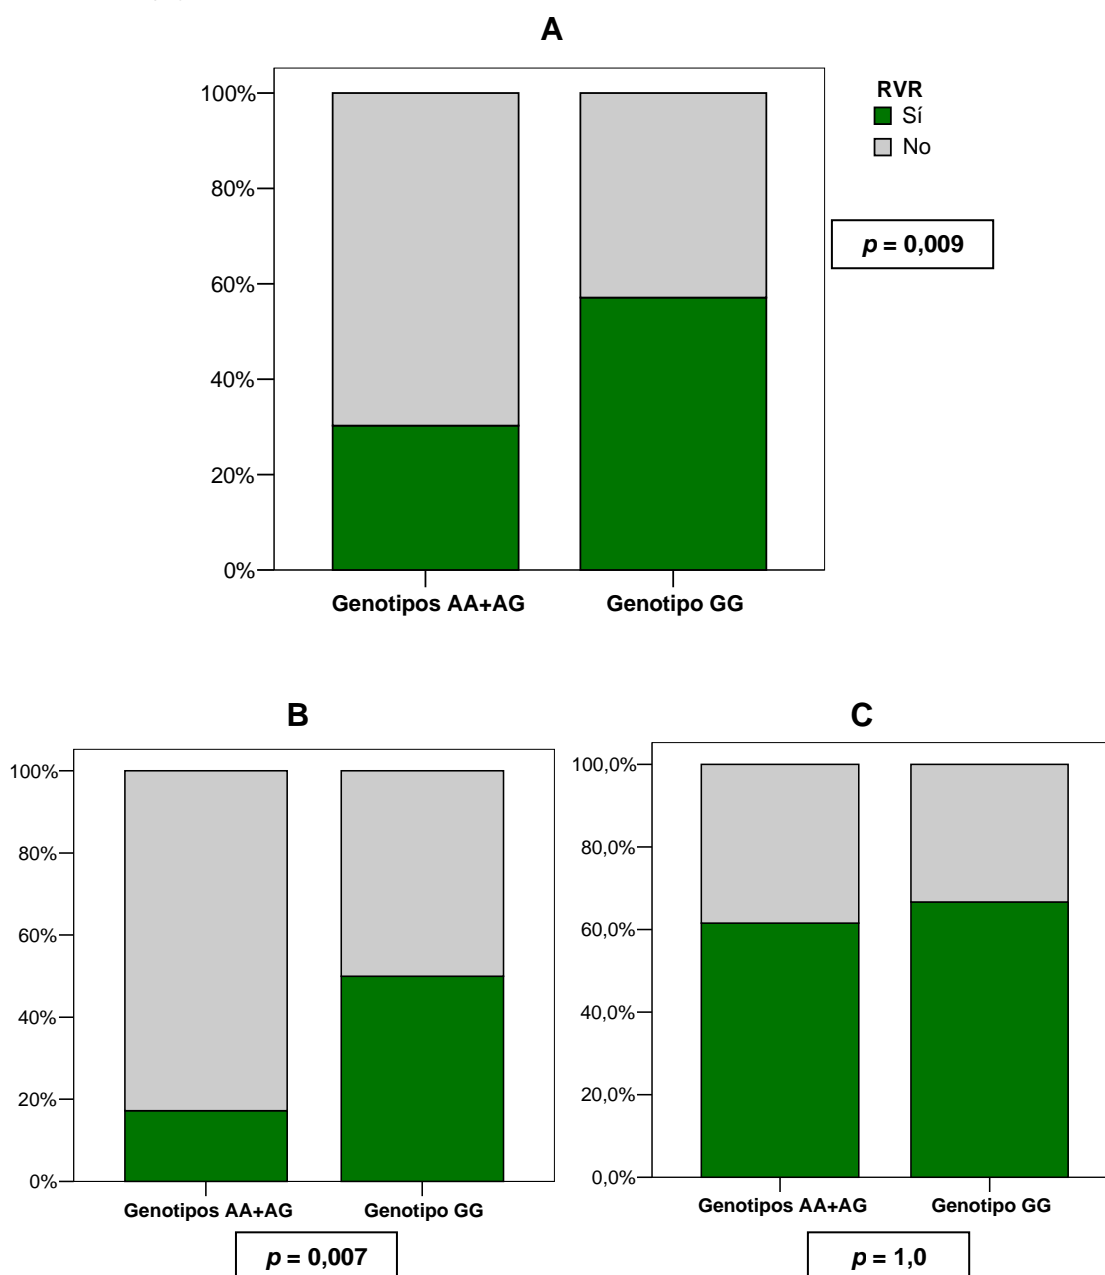 A
RVR
Sí
No
100%
80%
60%
40%
20%
0%
p = 0,009
Genotipos AA+AG
Genotipo GG
B
100%
80%
60%
40%
20%
0%
Genotipos AA+AG
Genotipo GG
p = 0,007
C
100,0%
80,0%
60,0%
40,0%
20,0%
0,0%
Genotipos AA+AG
Genotipo GG
p = 1,0